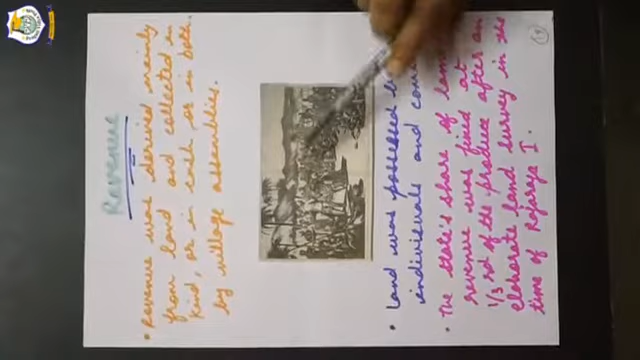 Revenue
• Revenue was derived mainly
from land and collected in
kind, or in cash, or in both
by village assemblies.
• Land was possessed
individuals and
• The state's share of land
revenue was fixed at
1/3 rd of the produce after an
elaborate land survey in the
time of Rajaraja I.